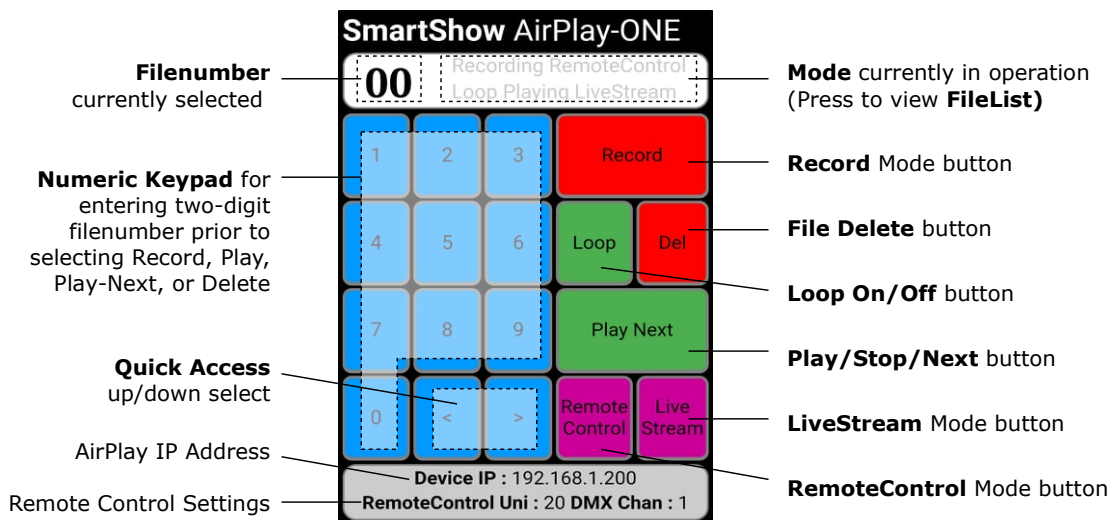 SmartShow AirPlay-ONE
Filenumber
currently selected
00
Recording RemoteControl
Loop Playing LiveStream
Mode currently in operation
(Press to view FileList)
1
2
3
Record
Record Mode button
Numeric Keypad for
entering two-digit
filenumber prior to
selecting Record, Play,
Play-Next, or Delete
4
5
6
Loop
Del
File Delete button
Loop On/Off button
7
8
9
Play Next
Play/Stop/Next button
Quick Access
up/down select
0
<
>
Remote
Control
Live
Stream
LiveStream Mode button
AirPlay IP Address
Device IP : 192.168.1.200
RemoteControl Mode button
Remote Control Settings
RemoteControl Uni : 20 DMX Chan : 1